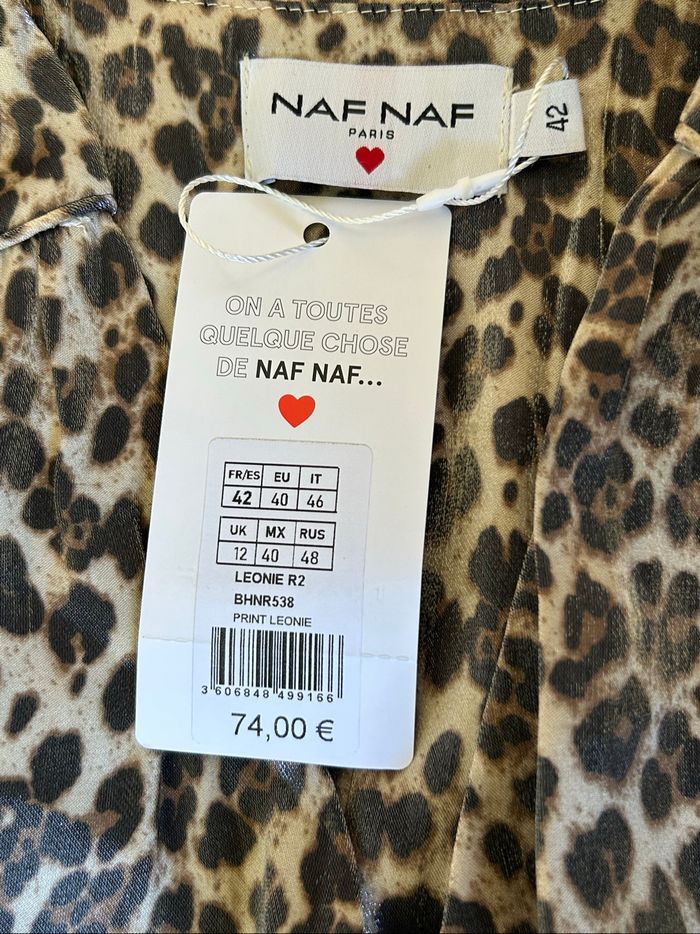 NAF NAF
PARIS
42
ON A TOUTES
QUELQUE CHOSE
DE NAF NAF...
FR/ES EU IT
42 40 46
UK MX RUS
12 40 48
LEONIE R2
BHNR538
PRINT LEONIE
3 606848 499166
74,00 €